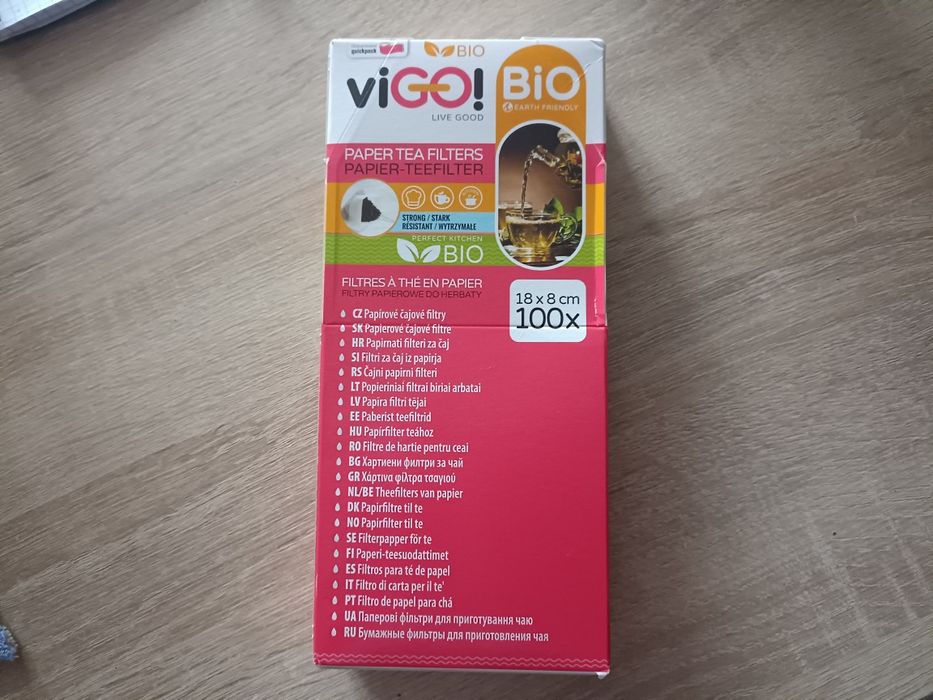 quickpack
BIO
viGO!
LIVE GOOD
BiO
EARTH FRIENDLY
PAPER TEA FILTERS
PAPIER-TEEFILTER
STRONG / STARK
RÉSISTANT / WYTRZYMAŁE
PERFECT KITCHEN
BIO
FILTRES À THÉ EN PAPIER
FILTRY PAPIEROWE DO HERBATY
18 x 8 cm
100x
CZ Papírové čajové filtry
SK Papierové čajové filtre
HR Papirnati filteri za čaj
SI Filtri za čaj iz papirja
RS Čajni papirni filteri
LT Popieriniai filtrai biriai arbatai
LV Papira filtri tējai
EE Paberist teefiltrid
HU Papírfilter teához
RO Filtre de hartie pentru ceai
BG Хартиени филтри за чай
GR Χάρτινα φίλτρα τσαγιού
NL/BE Theefilters van papier
DK Papirfiltre til te
NO Papirfilter til te
SE Filterpapper för te
FI Paperi-teesuodattimet
ES Filtros para té de papel
IT Filtro di carta per il te'
PT Filtro de papel para chá
UA Паперові фільтри для приготування чаю
RU Бумажные фильтры для приготовления чая